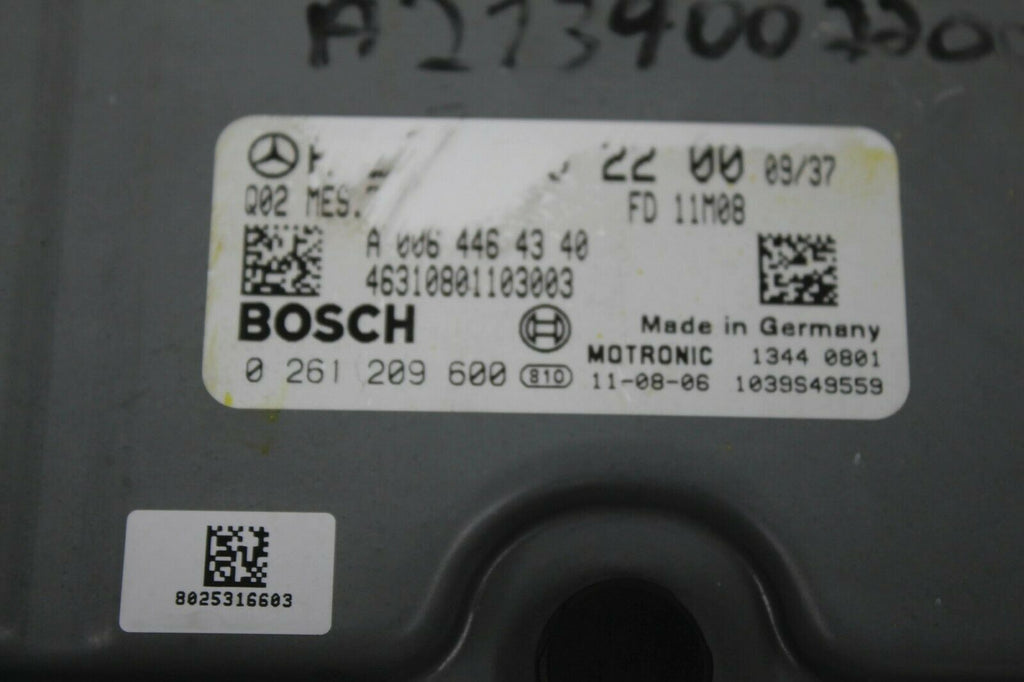 A2139007700
22 00 09/37
Q02 MES. FD 11M08
A 006 446 43 40
46310801103003
BOSCH
Made in Germany
0 261 209 600 810
MOTRONIC 1344 0801
11-08-06 1039S49559
8025316603